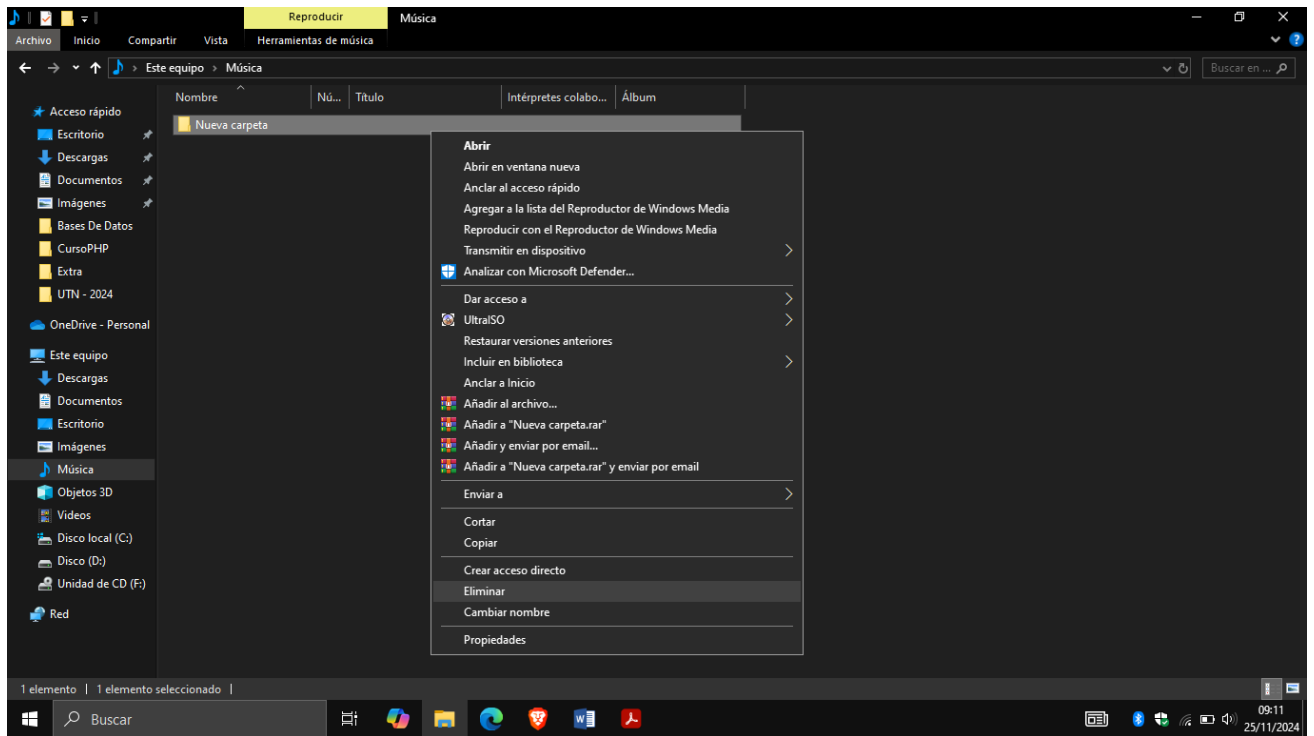 Reproducir
Música
Archivo
Inicio
Compartir
Vista
Herramientas de música
Este equipo
Música
Buscar en ...
Nombre
Nú...
Título
Intérpretes colabo...
Álbum
Acceso rápido
Escritorio
Descargas
Documentos
Imágenes
Bases De Datos
CursoPHP
Extra
UTN - 2024
OneDrive - Personal
Este equipo
Descargas
Documentos
Escritorio
Imágenes
Música
Objetos 3D
Videos
Disco local (C:)
Disco (D:)
Unidad de CD (F:)
Red
Nueva carpeta
Abrir
Abrir en ventana nueva
Anclar al acceso rápido
Agregar a la lista del Reproductor de Windows Media
Reproducir con el Reproductor de Windows Media
Transmitir en dispositivo
Analizar con Microsoft Defender...
Dar acceso a
UltraISO
Restaurar versiones anteriores
Incluir en biblioteca
Anclar a Inicio
Añadir al archivo...
Añadir a "Nueva carpeta.rar"
Añadir y enviar por email...
Añadir a "Nueva carpeta.rar" y enviar por email
Enviar a
Cortar
Copiar
Crear acceso directo
Eliminar
Cambiar nombre
Propiedades
1 elemento
1 elemento seleccionado
Buscar
09:11
25/11/2024